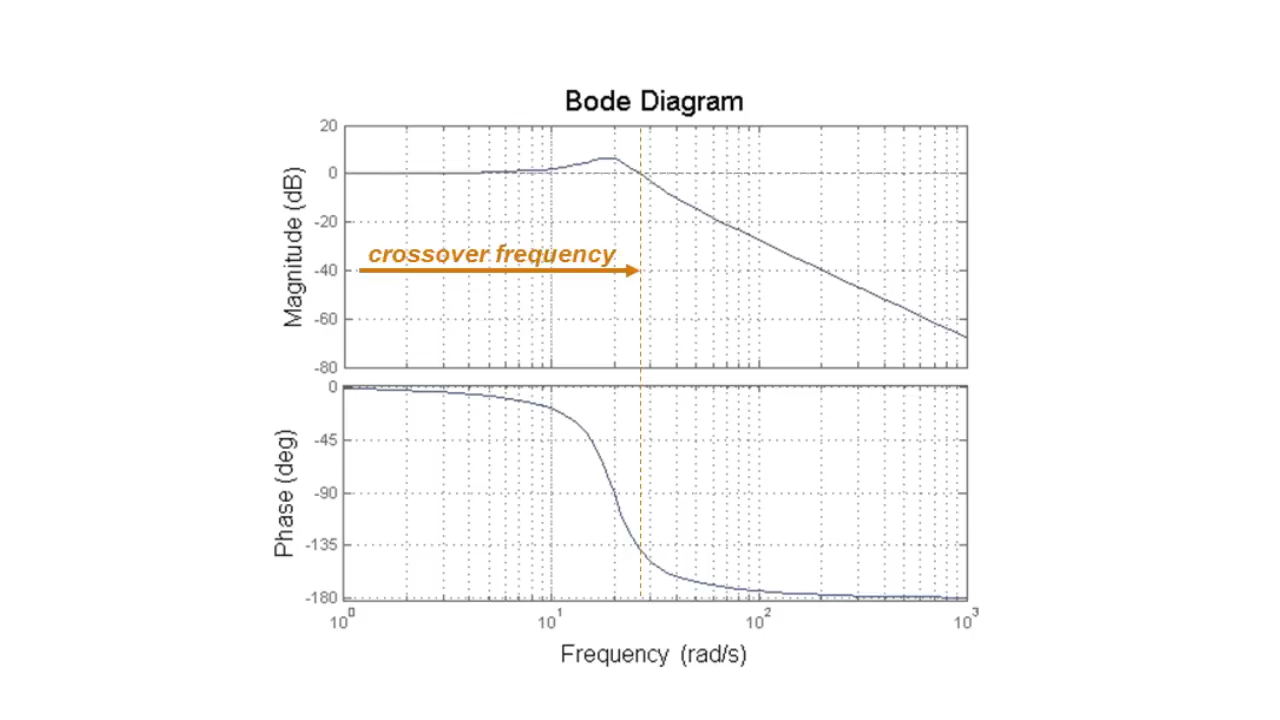 Bode Diagram
20
0
-20
-40
-60
-80
Magnitude (dB)
crossover frequency
0
-45
-90
-135
-180
Phase (deg)
10^0 10^1 10^2 10^3
Frequency (rad/s)